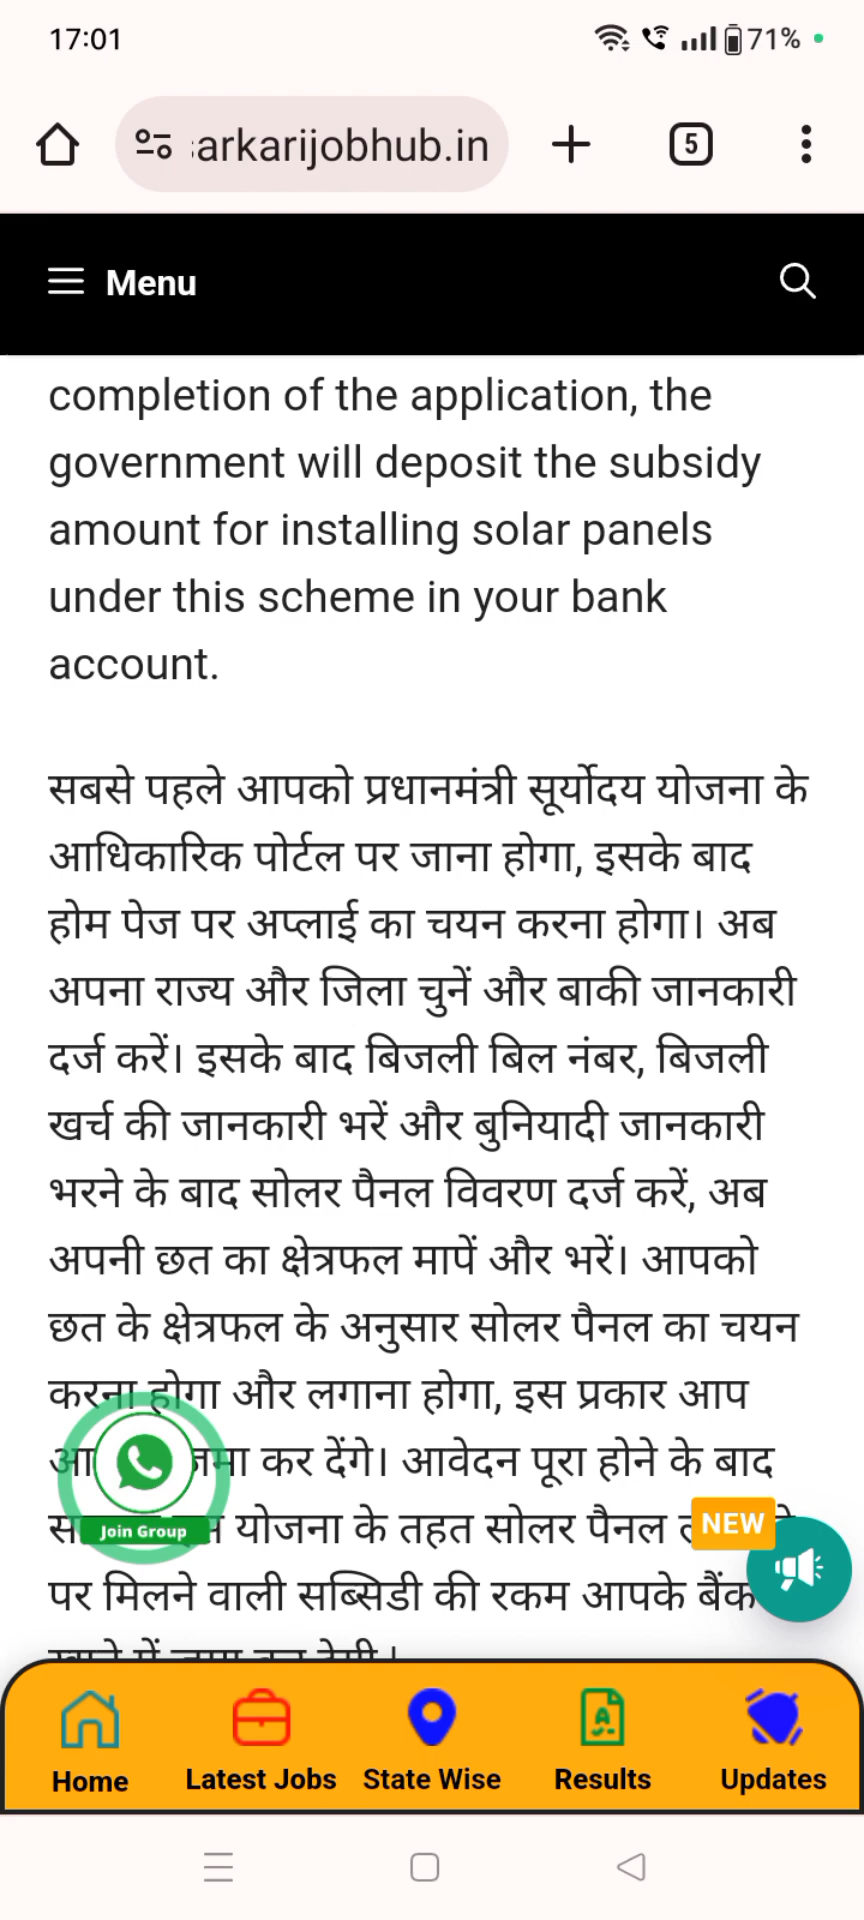 17:01
71%
arkarijobhub.in
5
Menu
completion of the application, the
government will deposit the subsidy
amount for installing solar panels
under this scheme in your bank
account.
सबसे पहले आपको प्रधानमंत्री सूर्योदय योजना के
आधिकारिक पोर्टल पर जाना होगा, इसके बाद
होम पेज पर अप्लाई का चयन करना होगा। अब
अपना राज्य और जिला चुनें और बाकी जानकारी
दर्ज करें। इसके बाद बिजली बिल नंबर, बिजली
खर्च की जानकारी भरें और बुनियादी जानकारी
भरने के बाद सोलर पैनल विवरण दर्ज करें, अब
अपनी छत का क्षेत्रफल मापें और भरें। आपको
छत के क्षेत्रफल के अनुसार सोलर पैनल का चयन
करना होगा और लगाना होगा, इस प्रकार आप
जमा कर देंगे। आवेदन पूरा होने के बाद
योजना के तहत सोलर पैनल
पर मिलने वाली सब्सिडी की रकम आपके बैंक
Join Group
NEW
Home
Latest Jobs
State Wise
Results
Updates